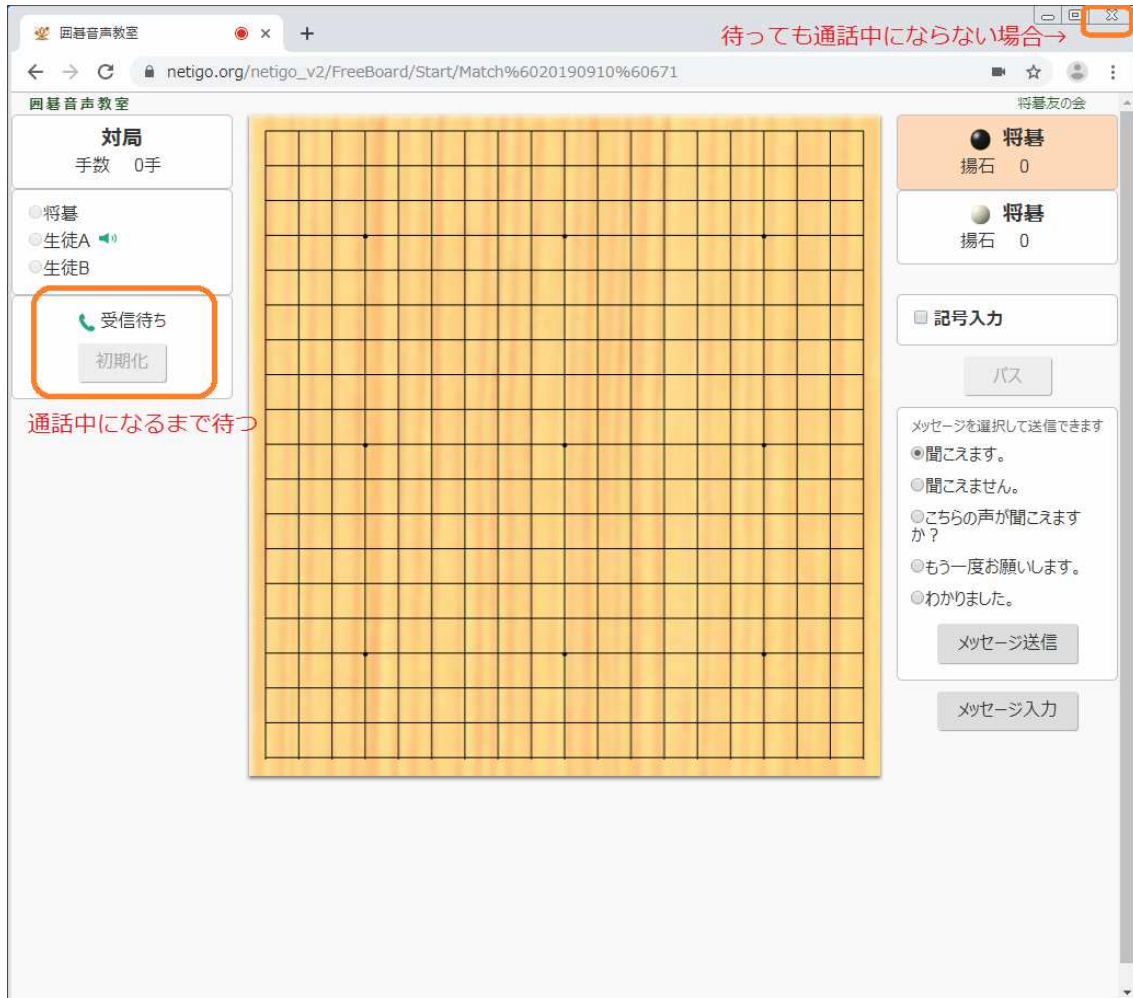 囲碁音声教室
待っても通話中にならない場合→
netigo.org/netigo_v2/FreeBoard/Start/Match%6020190910%60671
囲碁音声教室
将碁友の会
対局
手数 0手
将碁
生徒A
生徒B
受信待ち
初期化
通話中になるまで待つ
将碁
揚石 0
将碁
揚石 0
記号入力
パス
メッセージを選択して送信できます
聞こえます。
聞こえません。
こちらの声が聞こえます
か?
もう一度お願いします。
わかりました。
メッセージ送信
メッセージ入力